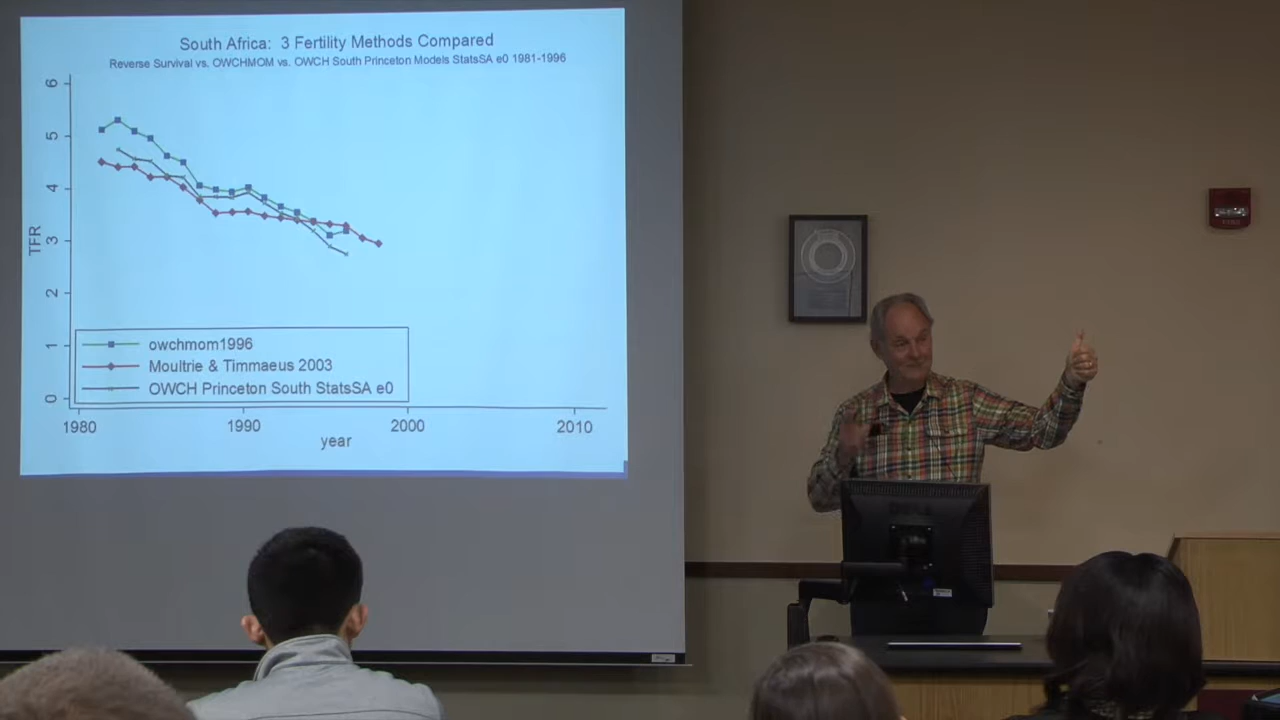 South Africa:  3 Fertility Methods Compared
Reverse Survival vs. OWCHMOM vs. OWCH South Princeton Models StatsSA e0 1981-1996
6
5
4
3
2
1
0
TFR
owchmom1996
Moultrie & Timmaeus 2003
OWCH Princeton South StatsSA e0
1980
1990
2000
2010
year
DELL